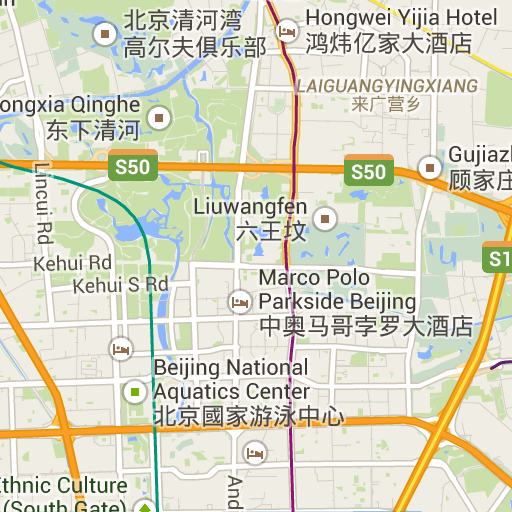 北京清河湾
高尔夫俱乐部
Hongwei Yijia Hotel
鸿炜亿家大酒店
LAIGUANGYINGXIANG
来广营乡
ongxia Qinghe
东下清河
S50
S50
Gujiazh
顾家庄
Lincui Rd
Liuwangfen
六王坟
S1
Kehui Rd
Kehui S Rd
Marco Polo
Parkside Beijing
中奥马哥孛罗大酒店
Beijing National
Aquatics Center
北京國家游泳中心
Ethnic Culture
(South Gate)
And